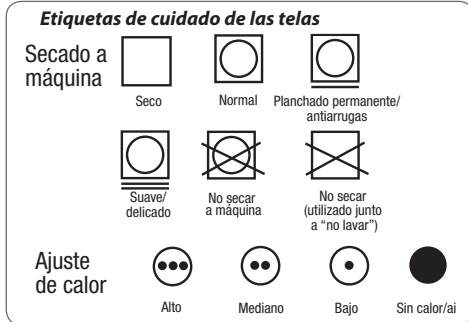 Etiquetas de cuidado de las telas
Secado a
máquina
Seco
Normal
Planchado permanente/
antiarrugas
Suave/
delicado
No secar
a máquina
No secar
(utilizado junto
a “no lavar”)
Ajuste
de calor
Alto
Mediano
Bajo
Sin calor/ai